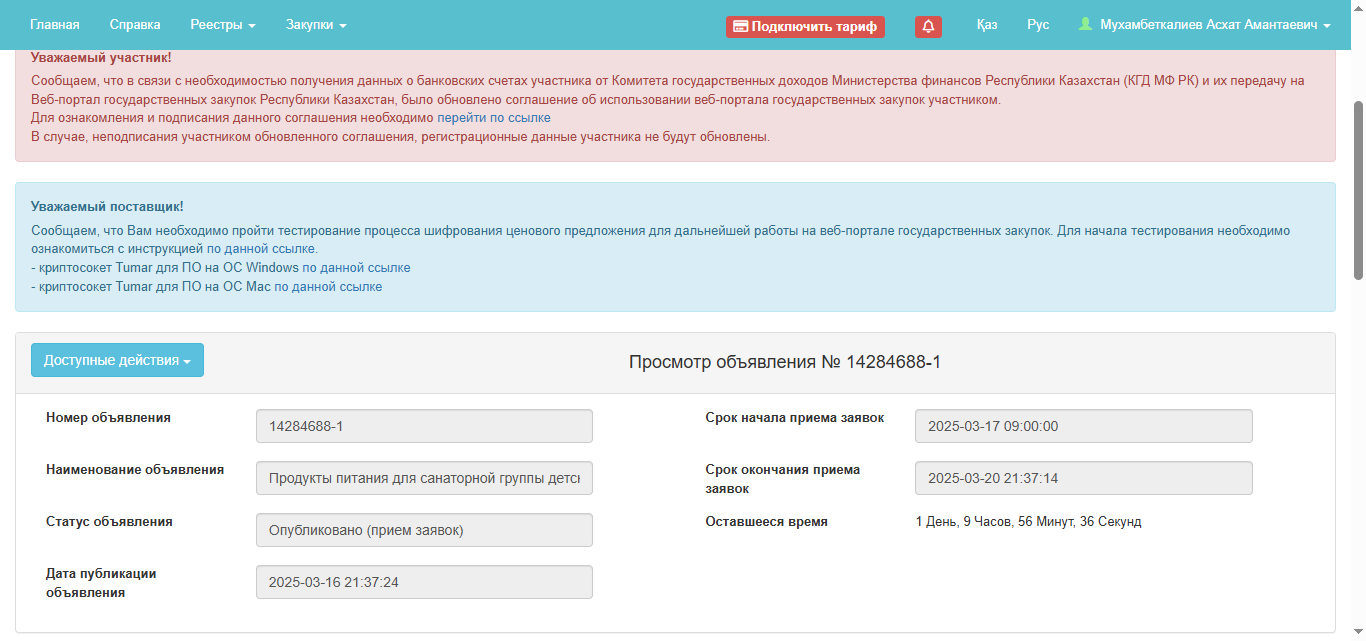 Главная Справка Реестры Закупки Подключить тариф Қаз Рус Мухамбеткалиев Асхат Амантаевич
Уважаемый участник!
Сообщаем, что в связи с необходимостью получения данных о банковских счетах участника от Комитета государственных доходов Министерства финансов Республики Казахстан (КГД МФ РК) и их передачу на
Веб-портал государственных закупок Республики Казахстан, было обновлено соглашение об использовании веб-портала государственных закупок участником.
Для ознакомления и подписания данного соглашения необходимо перейти по ссылке
В случае, неподписания участником обновленного соглашения, регистрационные данные участника не будут обновлены.
Уважаемый поставщик!
Сообщаем, что Вам необходимо пройти тестирование процесса шифрования ценового предложения для дальнейшей работы на веб-портале государственных закупок. Для начала тестирования необходимо
ознакомиться с инструкцией по данной ссылке.
- криптосокет Tumar для ПО на ОС Windows по данной ссылке
- криптосокет Tumar для ПО на ОС Mac по данной ссылке
Доступные действия
Просмотр объявления № 14284688-1
Номер объявления
14284688-1
Срок начала приема заявок
2025-03-17 09:00:00
Наименование объявления
Продукты питания для санаторной группы детс
Срок окончания приема
заявок
2025-03-20 21:37:14
Статус объявления
Опубликовано (прием заявок)
Оставшееся время
1 День, 9 Часов, 56 Минут, 36 Секунд
Дата публикации
объявления
2025-03-16 21:37:24